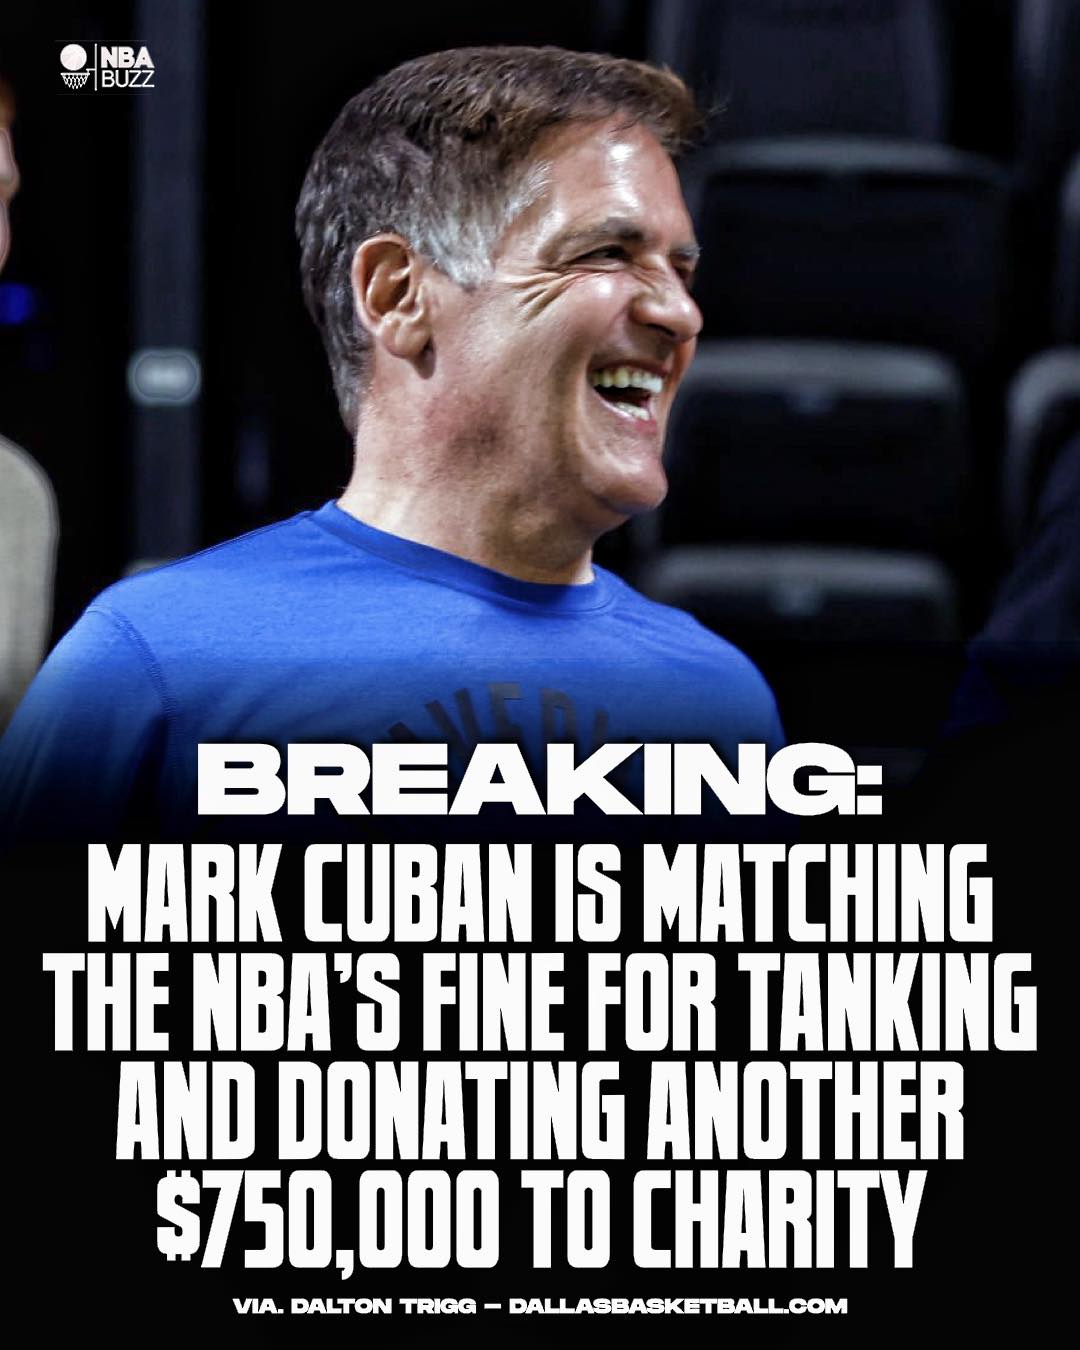 NBA
BUZZ
BREAKING:
MARK CUBAN IS MATCHING
THE NBA’S FINE FOR TANKING
AND DONATING ANOTHER
$750,000 TO CHARITY
VIA. DALTON TRIGG – DALLASBASKETBALL.COM